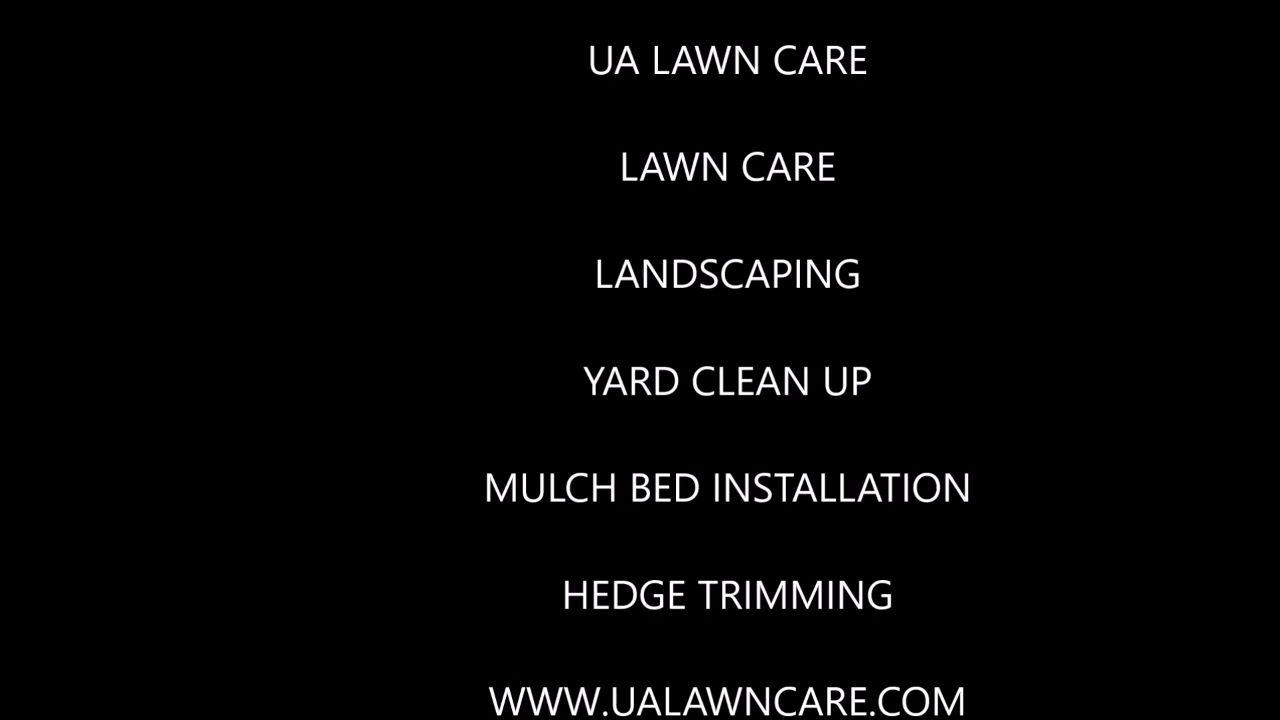 UA LAWN CARE
LAWN CARE
LANDSCAPING
YARD CLEAN UP
MULCH BED INSTALLATION
HEDGE TRIMMING
WWW.UALAWNCARE.COM